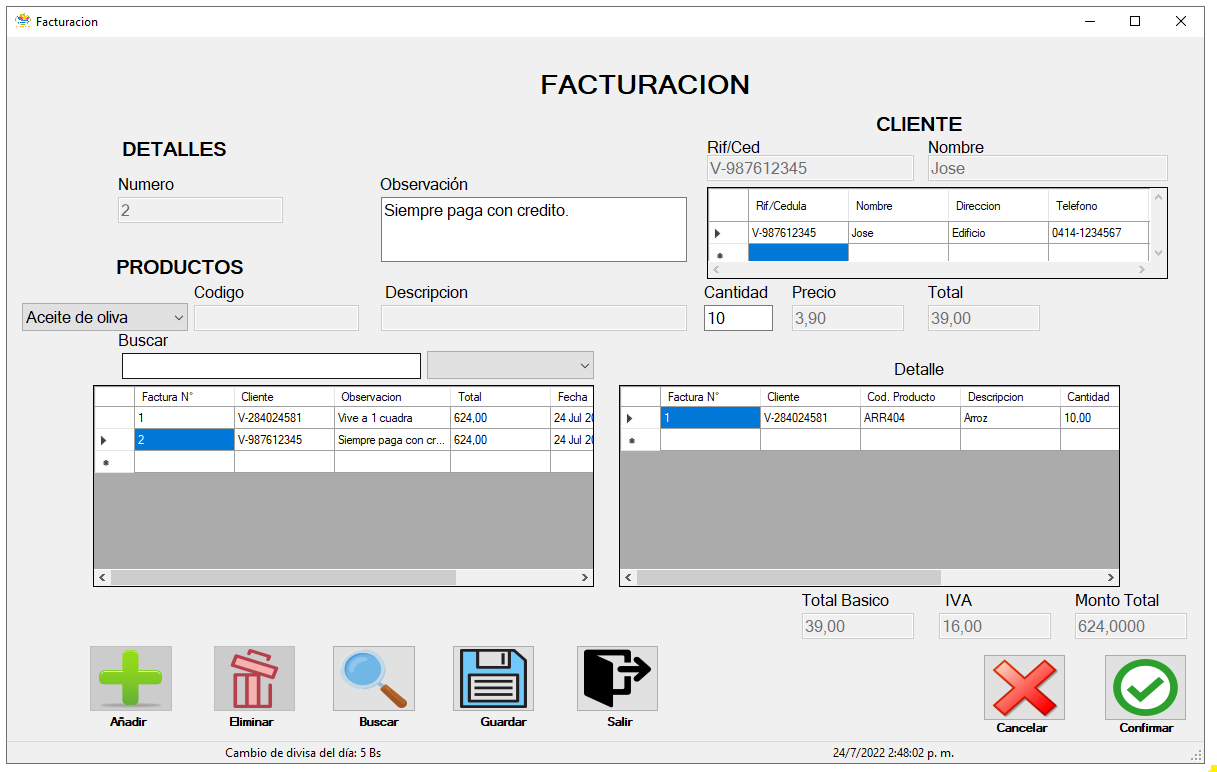 Facturacion
FACTURACION
CLIENTE
DETALLES
Rif/Ced Nombre
V-987612345 Jose
Numero Observación
2 Siempre paga con credito.
Rif/Cedula Nombre Direccion Telefono
V-987612345 Jose Edificio 0414-1234567
PRODUCTOS
Codigo Descripcion Cantidad Precio Total
Aceite de oliva 10 3,90 39,00
Buscar
Detalle
Factura N° Cliente Observacion Total Fecha
1 V-284024581 Vive a 1 cuadra 624,00 24 Jul 20
2 V-987612345 Siempre paga con cr... 624,00 24 Jul 20
Factura N° Cliente Cod. Producto Descripcion Cantidad
1 V-284024581 ARR404 Arroz 10,00
Total Basico IVA Monto Total
39,00 16,00 624,0000
Añadir Eliminar Buscar Guardar Salir Cancelar Confirmar
Cambio de divisa del día: 5 Bs 24/7/2022 2:48:02 p. m.